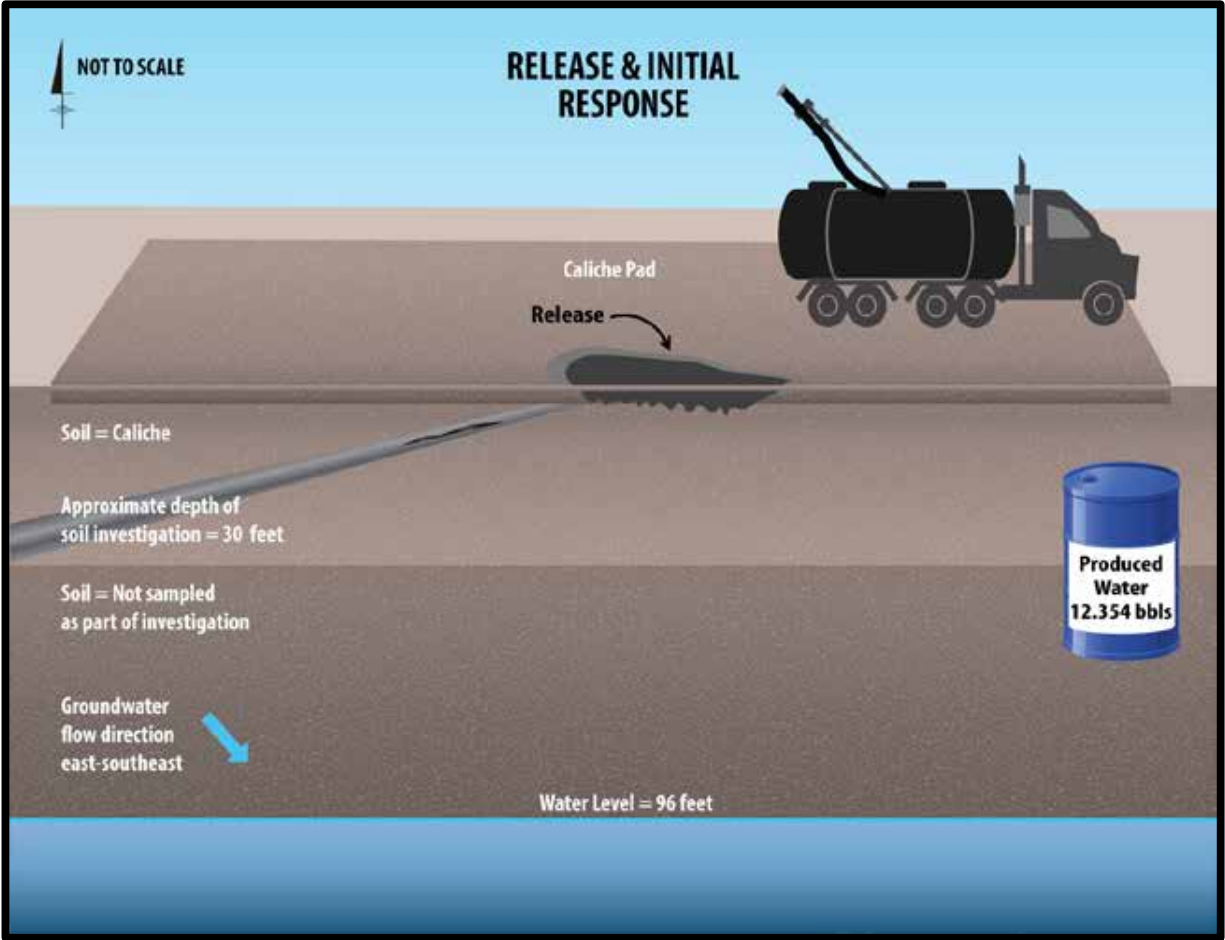 NOT TO SCALE
RELEASE & INITIAL
RESPONSE
Caliche Pad
Release
Soil = Caliche
Approximate depth of
soil investigation = 30 feet
Produced
Water
12.354 bbls
Soil = Not sampled
as part of investigation
Groundwater
flow direction
east-southeast
Water Level = 96 feet